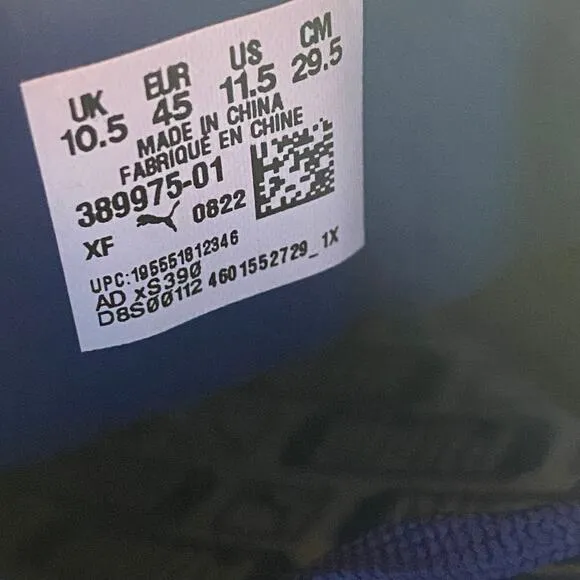 UK EUR US CM
10.5 45 11.5 29.5
MADE IN CHINA
FABRIQUÉ EN CHINE
389975-01
XF 0822
UPC:195551812346
AD xS390
D8S00112 4601552729_1X